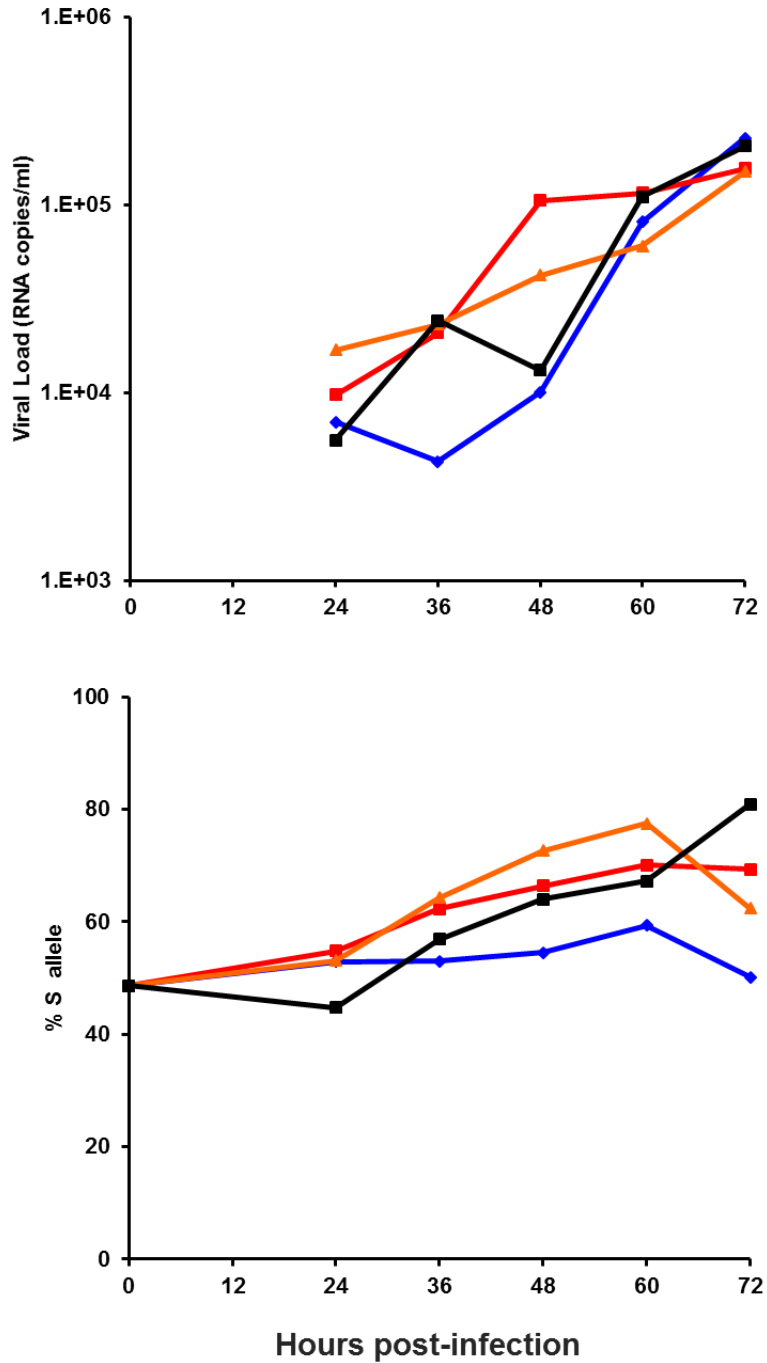 1.E+06
1.E+05
1.E+04
1.E+03
Viral Load (RNA copies/ml)
0 12 24 36 48 60 72
100
80
60
40
20
0
% S allele
0 12 24 36 48 60 72
Hours post-infection